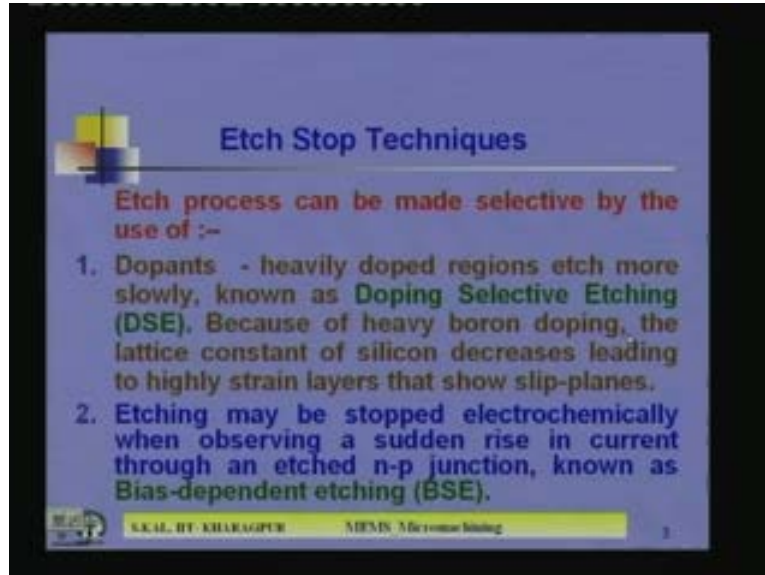 Etch Stop Techniques
Etch process can be made selective by the
use of :–
1. Dopants - heavily doped regions etch more
slowly, known as Doping Selective Etching
(DSE). Because of heavy boron doping, the
lattice constant of silicon decreases leading
to highly strain layers that show slip-planes.
2. Etching may be stopped electrochemically
when observing a sudden rise in current
through an etched n-p junction, known as
Bias-dependent etching (BSE).
S.KAL, IIT- KHARAGPUR MEMS_Micromachining